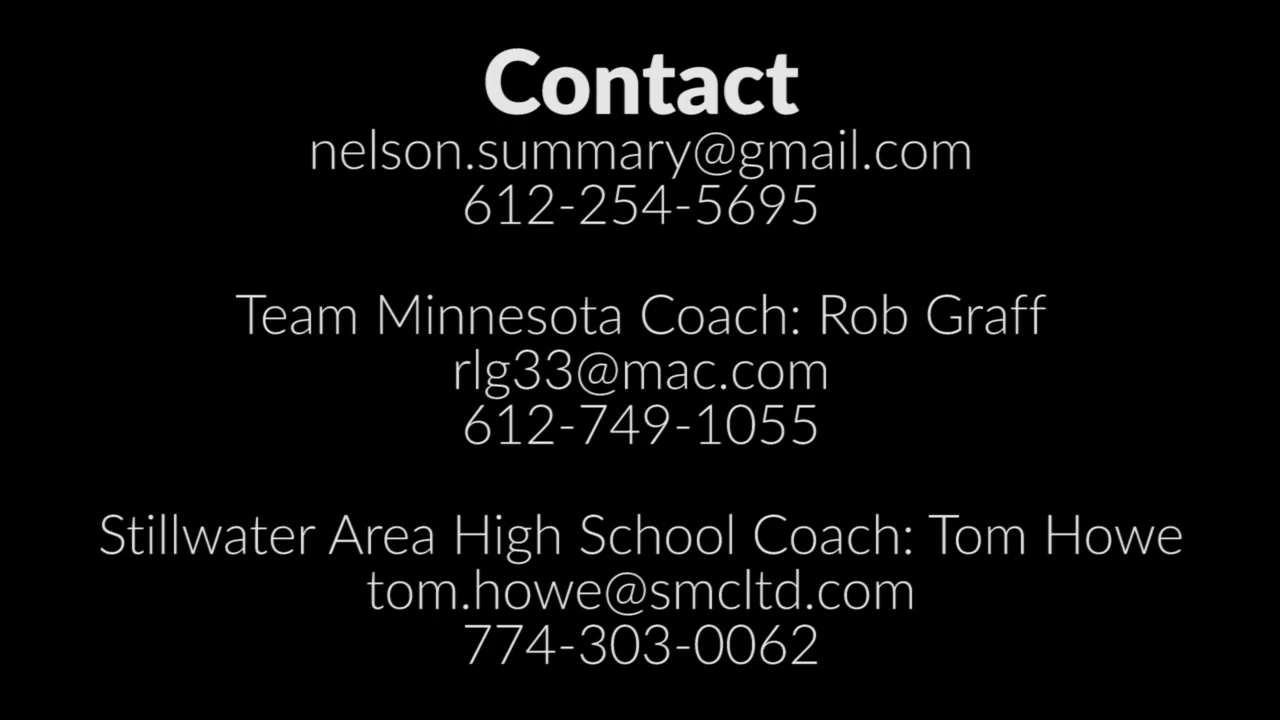 Contact
nelson.summary@gmail.com
612-254-5695
Team Minnesota Coach: Rob Graff
rlg33@mac.com
612-749-1055
Stillwater Area High School Coach: Tom Howe
tom.howe@smcltd.com
774-303-0062